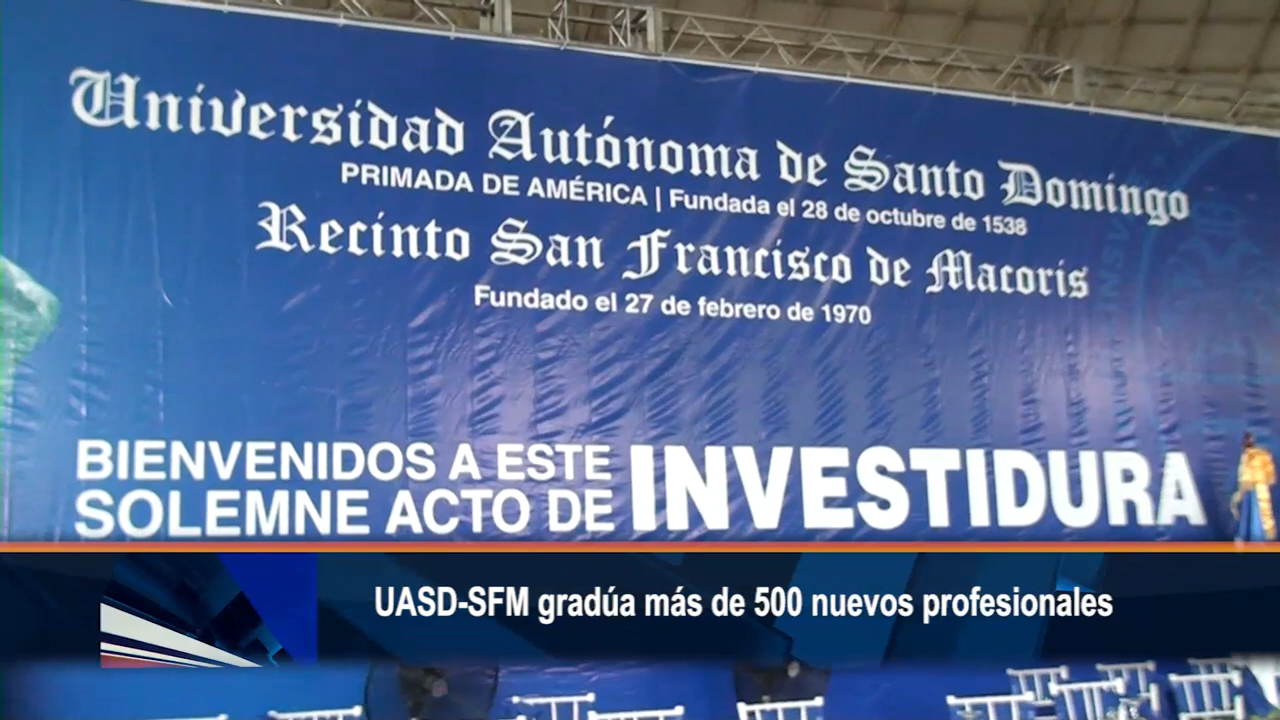 Universidad Autónoma de Santo Domingo
PRIMADA DE AMÉRICA | Fundada el 28 de octubre de 1538
Recinto San Francisco de Macoris
Fundado el 27 de febrero de 1970
BIENVENIDOS A ESTE
SOLEMNE ACTO DE INVESTIDURA
UASD-SFM gradúa más de 500 nuevos profesionales